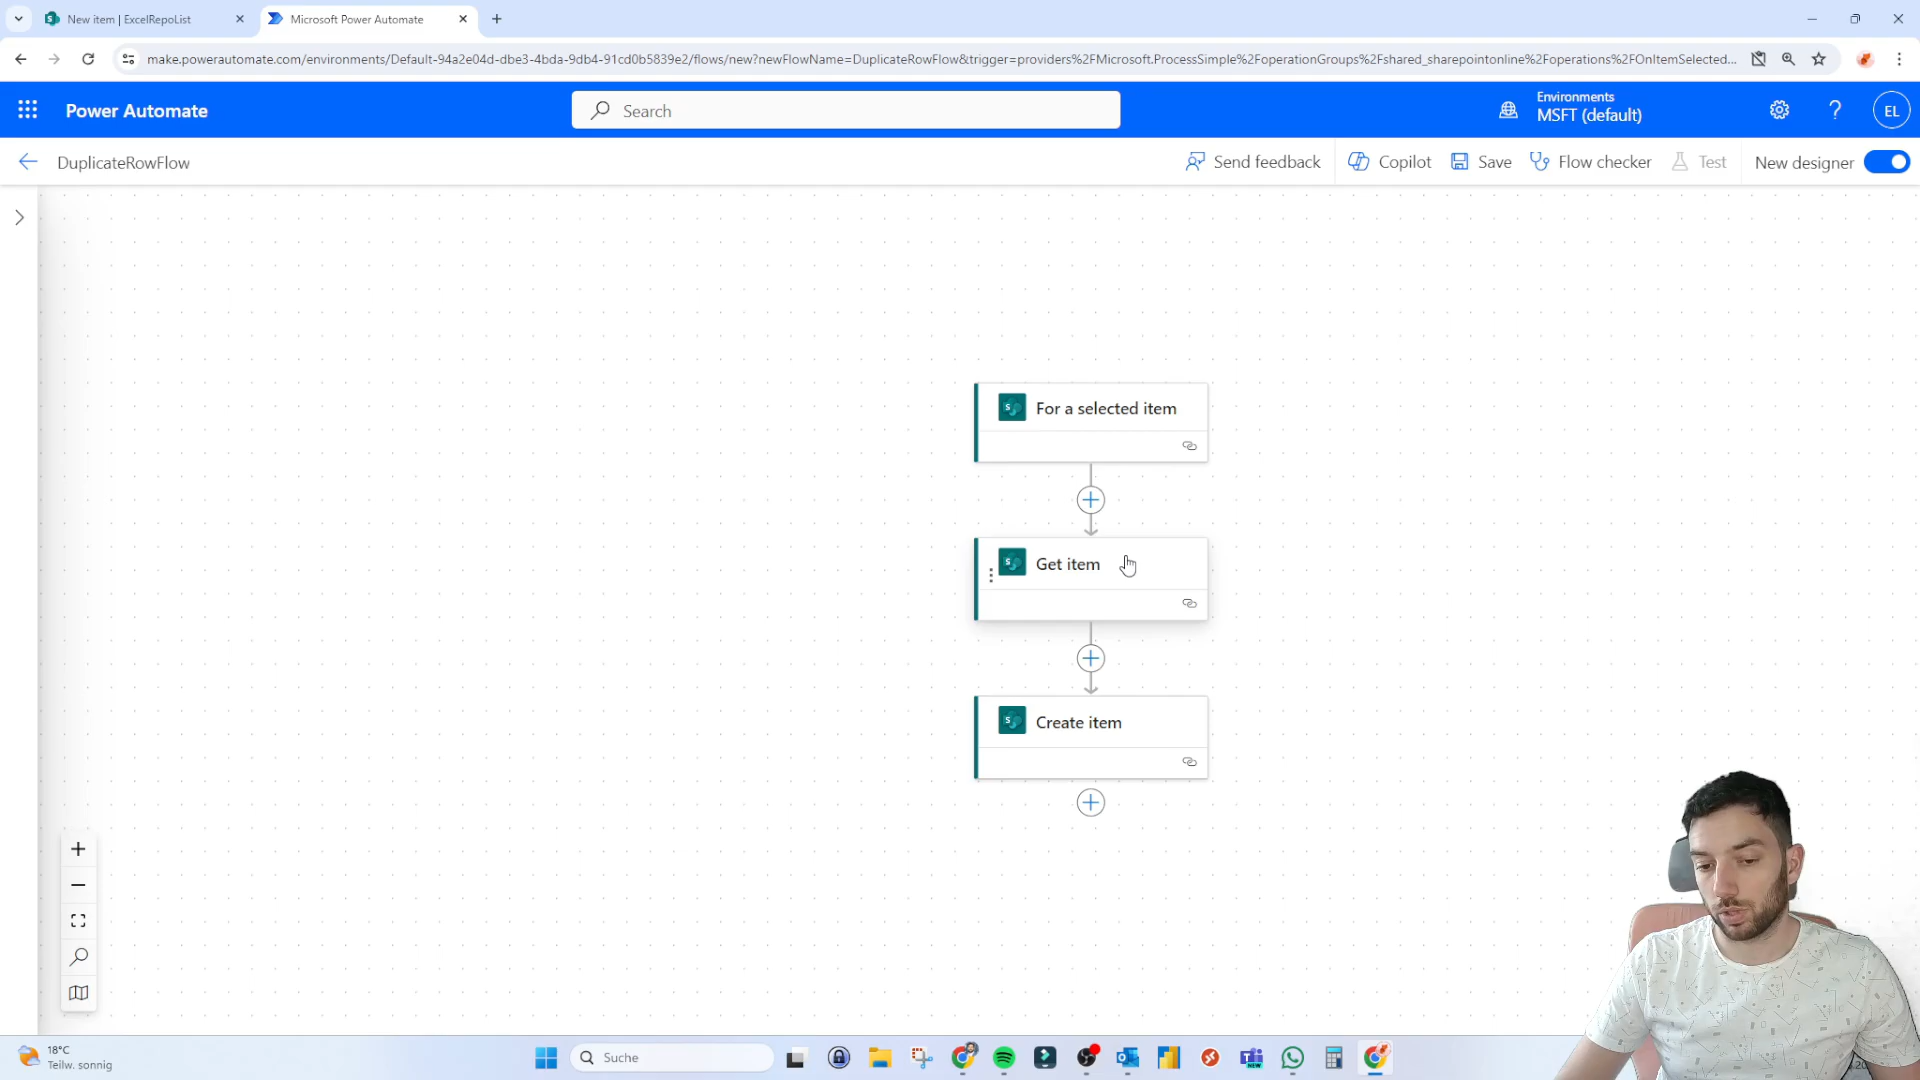 New item | ExcelRepoList
Microsoft Power Automate
make.powerautomate.com/environments/Default-94a2e04d-dbe3-4bda-9db4-91cd0b5839e2/flows/new?newFlowName=DuplicateRowFlow&trigger=providers%2FMicrosoft.ProcessSimple%2FoperationGroups%2Fshared_sharepointonline%2Foperations%2FOnItemSelected...
Power Automate
Search
Environments
MSFT (default)
EL
DuplicateRowFlow
Send feedback
Copilot
Save
Flow checker
Test
New designer
For a selected item
Get item
Create item
18°C
Teilw. sonnig
Suche